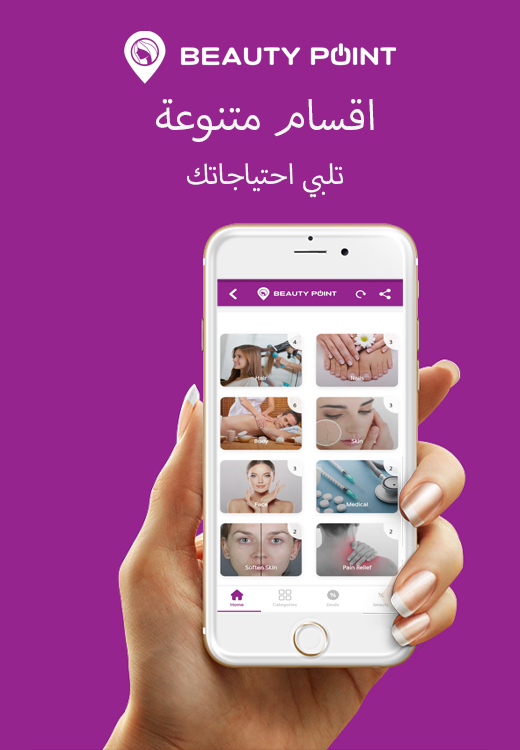 BEAUTY POINT
اقسام متنوعة
تلبي احتياجاتك
BEAUTY POINT
4
Hair
3
Nails
6
Body
3
Skin
3
Face
2
Medical
2
Soften Skin
2
Pain Relief
Home
Categories
Deals